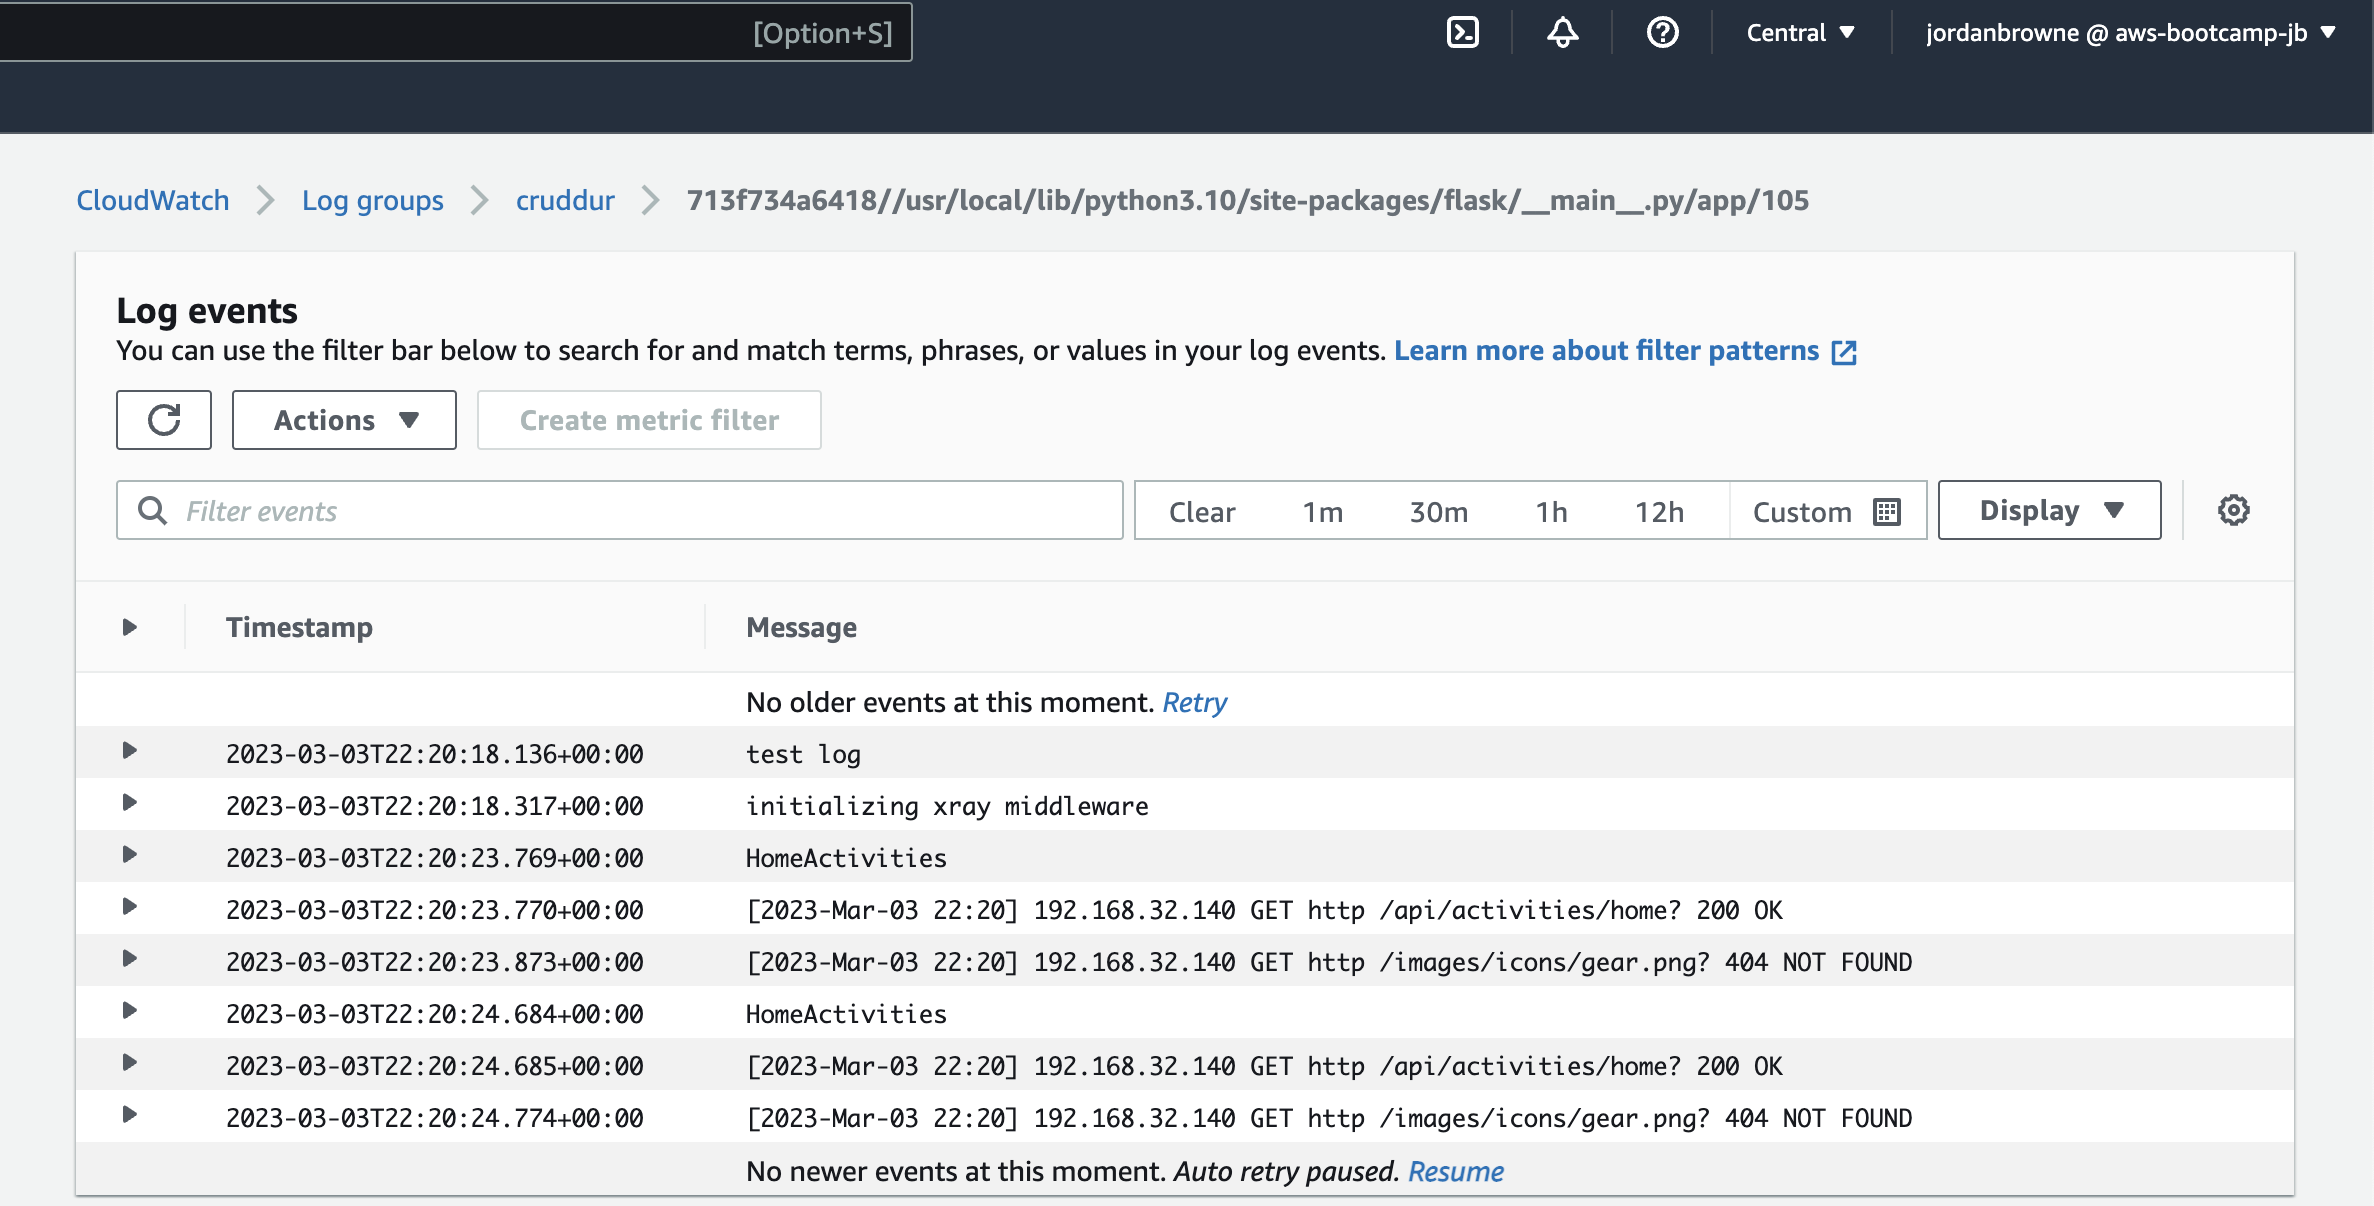 [Option+S]
Central
jordanbrowne @ aws-bootcamp-jb
CloudWatch
Log groups
cruddur
713f734a6418//usr/local/lib/python3.10/site-packages/flask/__main__.py/app/105
Log events
You can use the filter bar below to search for and match terms, phrases, or values in your log events. Learn more about filter patterns
Actions
Create metric filter
Filter events
Clear
1m
30m
1h
12h
Custom
Display
Timestamp
Message
No older events at this moment. Retry
2023-03-03T22:20:18.136+00:00 test log
2023-03-03T22:20:18.317+00:00 initializing xray middleware
2023-03-03T22:20:23.769+00:00 HomeActivities
2023-03-03T22:20:23.770+00:00 [2023-Mar-03 22:20] 192.168.32.140 GET http /api/activities/home? 200 OK
2023-03-03T22:20:23.873+00:00 [2023-Mar-03 22:20] 192.168.32.140 GET http /images/icons/gear.png? 404 NOT FOUND
2023-03-03T22:20:24.684+00:00 HomeActivities
2023-03-03T22:20:24.685+00:00 [2023-Mar-03 22:20] 192.168.32.140 GET http /api/activities/home? 200 OK
2023-03-03T22:20:24.774+00:00 [2023-Mar-03 22:20] 192.168.32.140 GET http /images/icons/gear.png? 404 NOT FOUND
No newer events at this moment. Auto retry paused. Resume